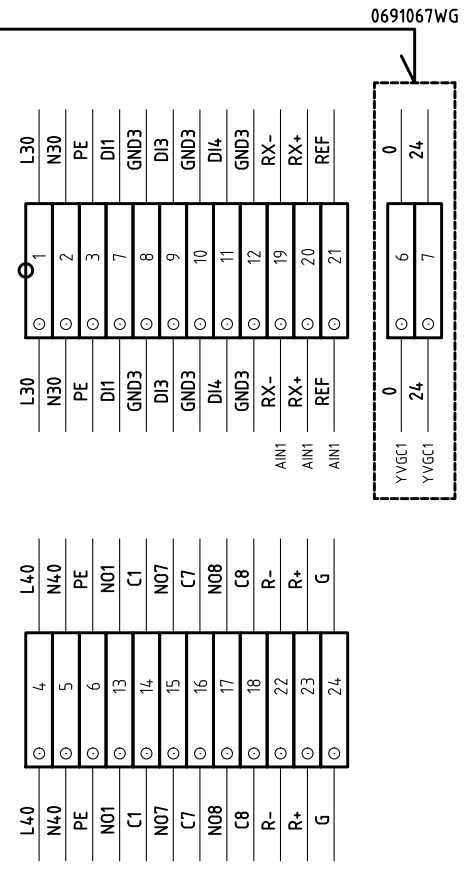 0691067WG
L30 N30 PE DI1 GND3 DI3 GND3 DI4 GND3 RX- RX+ REF
0 24
1 2 3 7 8 9 10 11 12 19 20 21
6 7
L30 N30 PE DI1 GND3 DI3 GND3 DI4 GND3 RX- RX+ REF
0 24
AIN1 AIN1 AIN1
YVGC1 YVGC1
L40 N40 PE NO1 C1 NO7 C7 NO8 C8 R- R+ G
4 5 6 13 14 15 16 17 18 22 23 24
L40 N40 PE NO1 C1 NO7 C7 NO8 C8 R- R+ G